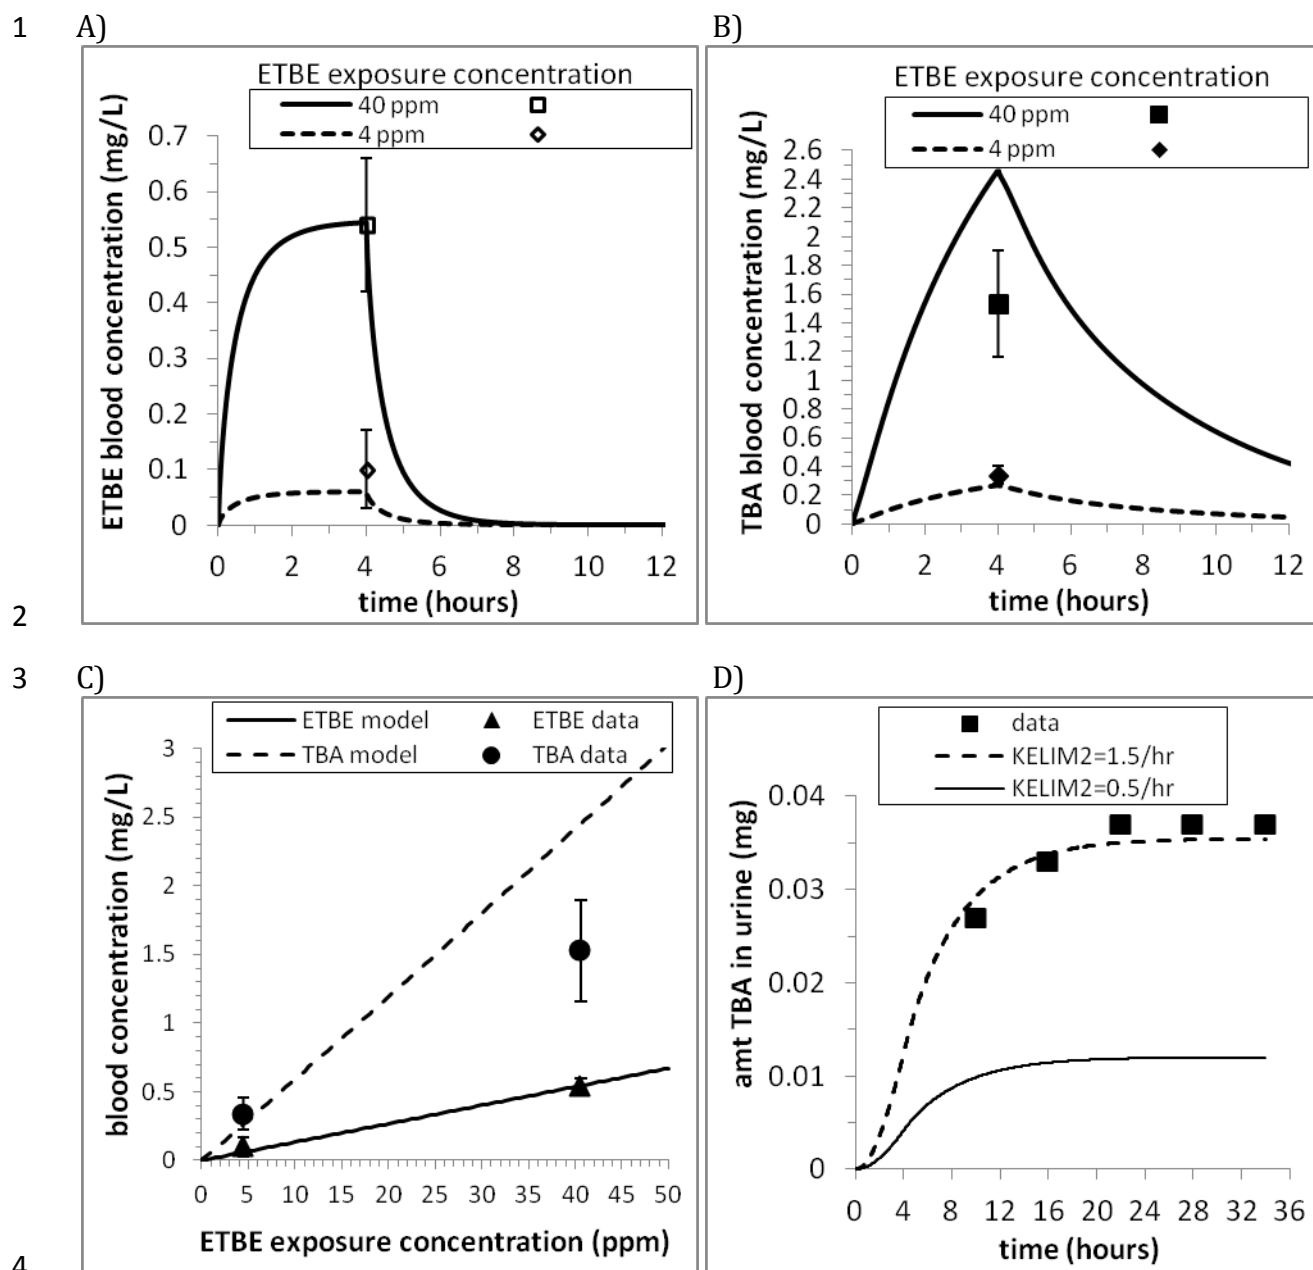 1 A) B)
ETBE exposure concentration
40 ppm
4 ppm
ETBE blood concentration (mg/L)
0.7
0.6
0.5
0.4
0.3
0.2
0.1
0
0 2 4 6 8 10 12
time (hours)
ETBE exposure concentration
40 ppm
4 ppm
TBA blood concentration (mg/L)
2.6
2.4
2.2
2
1.8
1.6
1.4
1.2
1
0.8
0.6
0.4
0.2
0
0 2 4 6 8 10 12
time (hours)
2
3 C) D)
ETBE model ETBE data
TBA model TBA data
blood concentration (mg/L)
3
2.5
2
1.5
1
0.5
0
0 5 10 15 20 25 30 35 40 45 50
ETBE exposure concentration (ppm)
data
KELIM2=1.5/hr
KELIM2=0.5/hr
amt TBA in urine (mg)
0.04
0.03
0.02
0.01
0
0 4 8 12 16 20 24 28 32 36
time (hours)
4